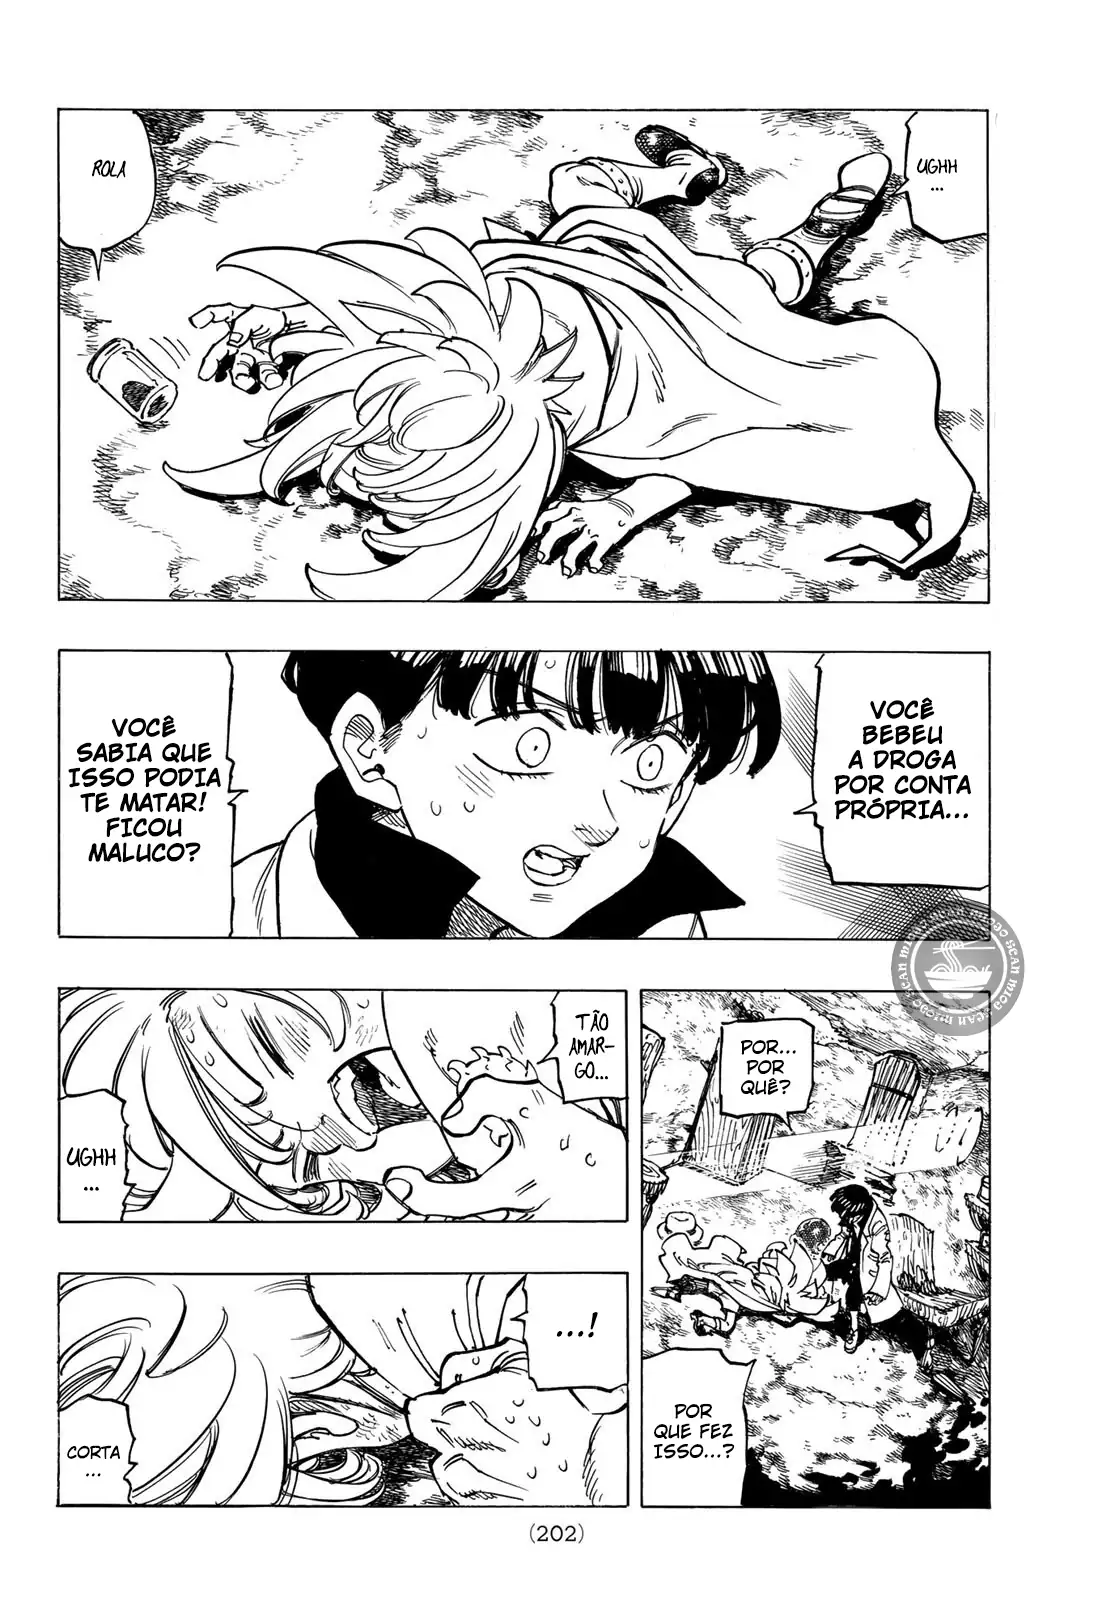 UGHH
...
ROLA
VOCÊ
BEBEU
A DROGA
POR CONTA
PRÓPRIA...
VOCÊ
SABIA QUE
ISSO PODIA
TE MATAR!
FICOU
MALUCO?
POR...
POR
QUÊ?
POR
QUE FEZ
ISSO...?
TÃO
AMAR-
GO...
UGHH
...
...!
CORTA
...
(202)